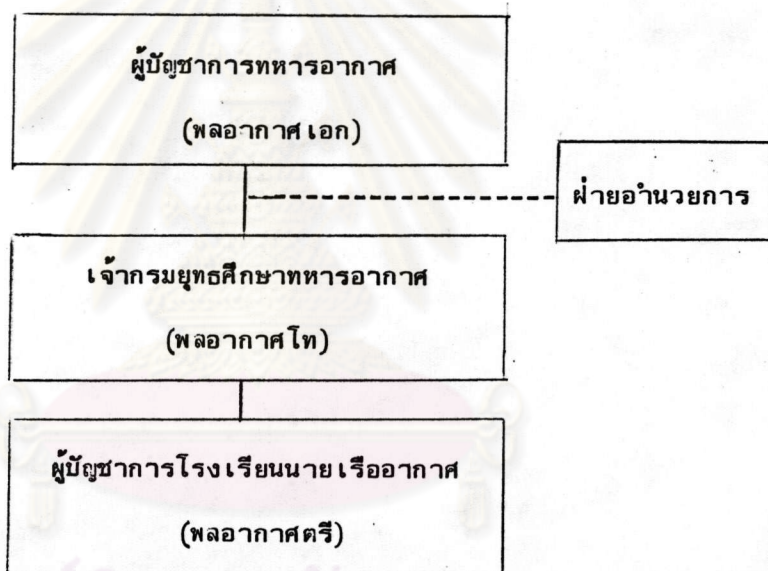 ผู้บัญชาการทหารอากาศ
(พลอากาศเอก)
ฝ่ายอำนวยการ
เจ้ากรมยุทธศึกษาทหารอากาศ
(พลอากาศโท)
ผู้บัญชาการโรงเรียนนายเรืออากาศ
(พลอากาศตรี)